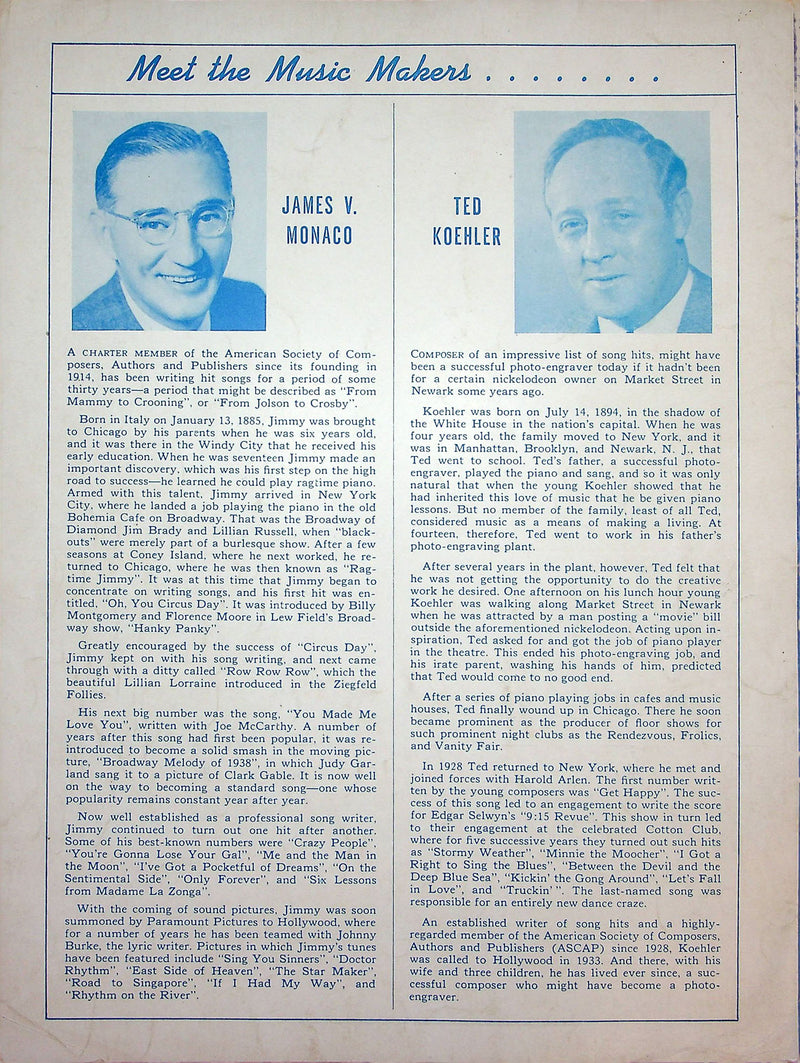 Meet the Music Makers . . . . . . . .
JAMES V.
MONACO
A CHARTER MEMBER of the American Society of Com-
posers, Authors and Publishers since its founding in
1914, has been writing hit songs for a period of some
thirty years—a period that might be described as "From
Mammy to Crooning", or "From Jolson to Crosby".
Born in Italy on January 13, 1885, Jimmy was brought
to Chicago by his parents when he was six years old,
and it was there in the Windy City that he received his
early education. When he was seventeen Jimmy made an
important discovery, which was his first step on the high
road to success—he learned he could play ragtime piano.
Armed with this talent, Jimmy arrived in New York
City, where he landed a job playing the piano in the old
Bohemia Cafe on Broadway. That was the Broadway of
Diamond Jim Brady and Lillian Russell, when "black-
outs" were merely part of a burlesque show. After a few
seasons at Coney Island, where he next worked, he re-
turned to Chicago, where he was then known as "Rag-
time Jimmy". It was at this time that Jimmy began to
concentrate on writing songs, and his first hit was en-
titled, "Oh, You Circus Day". It was introduced by Billy
Montgomery and Florence Moore in Lew Field's Broad-
way show, "Hanky Panky".
Greatly encouraged by the success of "Circus Day",
Jimmy kept on with his song writing, and next came
through with a ditty called "Row Row Row", which the
beautiful Lillian Lorraine introduced in the Ziegfeld
Follies.
His next big number was the song, "You Made Me
Love You", written with Joe McCarthy. A number of
years after this song had first been popular, it was re-
introduced to become a solid smash in the moving pic-
ture, "Broadway Melody of 1938", in which Judy Gar-
land sang it to a picture of Clark Gable. It is now well
on the way to becoming a standard song—one whose
popularity remains constant year after year.
Now well established as a professional song writer,
Jimmy continued to turn out one hit after another.
Some of his best-known numbers were "Crazy People",
"You're Gonna Lose Your Gal", "Me and the Man in
the Moon", "I've Got a Pocketful of Dreams", "On the
Sentimental Side", "Only Forever", and "Six Lessons
from Madame La Zonga".
With the coming of sound pictures, Jimmy was soon
summoned by Paramount Pictures to Hollywood, where
for a number of years he has been teamed with Johnny
Burke, the lyric writer. Pictures in which Jimmy's tunes
have been featured include "Sing You Sinners", "Doctor
Rhythm", "East Side of Heaven", "The Star Maker",
"Road to Singapore", "If I Had My Way", and
"Rhythm on the River".
TED
KOEHLER
COMPOSER of an impressive list of song hits, might have
been a successful photo-engraver today if it hadn't been
for a certain nickelodeon owner on Market Street in
Newark some years ago.
Koehler was born on July 14, 1894, in the shadow of
the White House in the nation's capital. When he was
four years old, the family moved to New York, and it
was in Manhattan, Brooklyn, and Newark, N. J., that
Ted went to school. Ted's father, a successful photo-
engraver, played the piano and sang, and so it was only
natural that when the young Koehler showed that he
had inherited this love of music that he be given piano
lessons. But no member of the family, least of all Ted,
considered music as a means of making a living. At
fourteen, therefore, Ted went to work in his father's
photo-engraving plant.
After several years in the plant, however, Ted felt that
he was not getting the opportunity to do the creative
work he desired. One afternoon on his lunch hour young
Koehler was walking along Market Street in Newark
when he was attracted by a man posting a "movie" bill
outside the aforementioned nickelodeon. Acting upon in-
spiration, Ted asked for and got the job of piano player
in the theatre. This ended his photo-engraving job, and
his irate parent, washing his hands of him, predicted
that Ted would come to no good end.
After a series of piano playing jobs in cafes and music
houses, Ted finally wound up in Chicago. There he soon
became prominent as the producer of floor shows for
such prominent night clubs as the Rendezvous, Frolics,
and Vanity Fair.
In 1928 Ted returned to New York, where he met and
joined forces with Harold Arlen. The first number writ-
ten by the young composers was "Get Happy". The suc-
cess of this song led to an engagement to write the score
for Edgar Selwyn's "9:15 Revue". This show in turn led
to their engagement at the celebrated Cotton Club,
where for five successive years they turned out such hits
as "Stormy Weather", "Minnie the Moocher", "I Got a
Right to Sing the Blues", "Between the Devil and the
Deep Blue Sea", "Kickin' the Gong Around", "Let's Fall
in Love", and "Truckin' ". The last-named song was
responsible for an entirely new dance craze.
An established writer of song hits and a highly-
regarded member of the American Society of Composers,
Authors and Publishers (ASCAP) since 1928, Koehler
was called to Hollywood in 1933. And there, with his
wife and three children, he has lived ever since, a suc-
cessful composer who might have become a photo-
engraver.